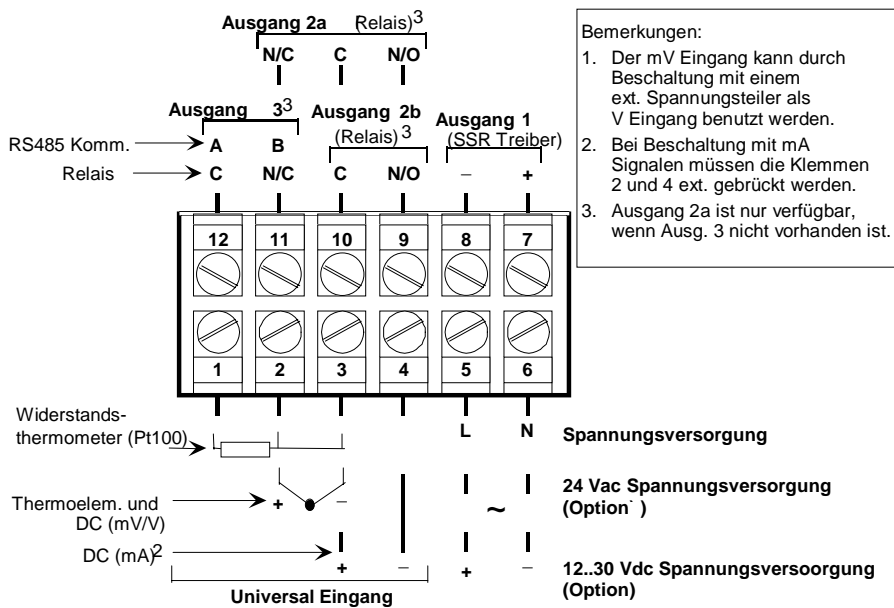 Ausgang 2a (Relais)3
N/C C N/O
Ausgang 33
Ausgang 2b
(Relais) 3
Ausgang 1
(SSR Treiber)
RS485 Komm. A B
Relais C N/C C N/O – +
12 11 10 9 8 7
1 2 3 4 5 6
Widerstands-
thermometer (Pt100)
L N Spannungsversorgung
Thermoelem. und
DC (mV/V)
+ –
~
24 Vac Spannungsversorgung
(Option`)
DC (mA)2
+ – + –
12..30 Vdc Spannungsversoorgung
(Option)
Universal Eingang
Bemerkungen:
1. Der mV Eingang kann durch
Beschaltung mit einem
ext. Spannungsteiler als
V Eingang benutzt werden.
2. Bei Beschaltung mit mA
Signalen müssen die Klemmen
2 und 4 ext. gebrückt werden.
3. Ausgang 2a ist nur verfügbar,
wenn Ausg. 3 nicht vorhanden ist.